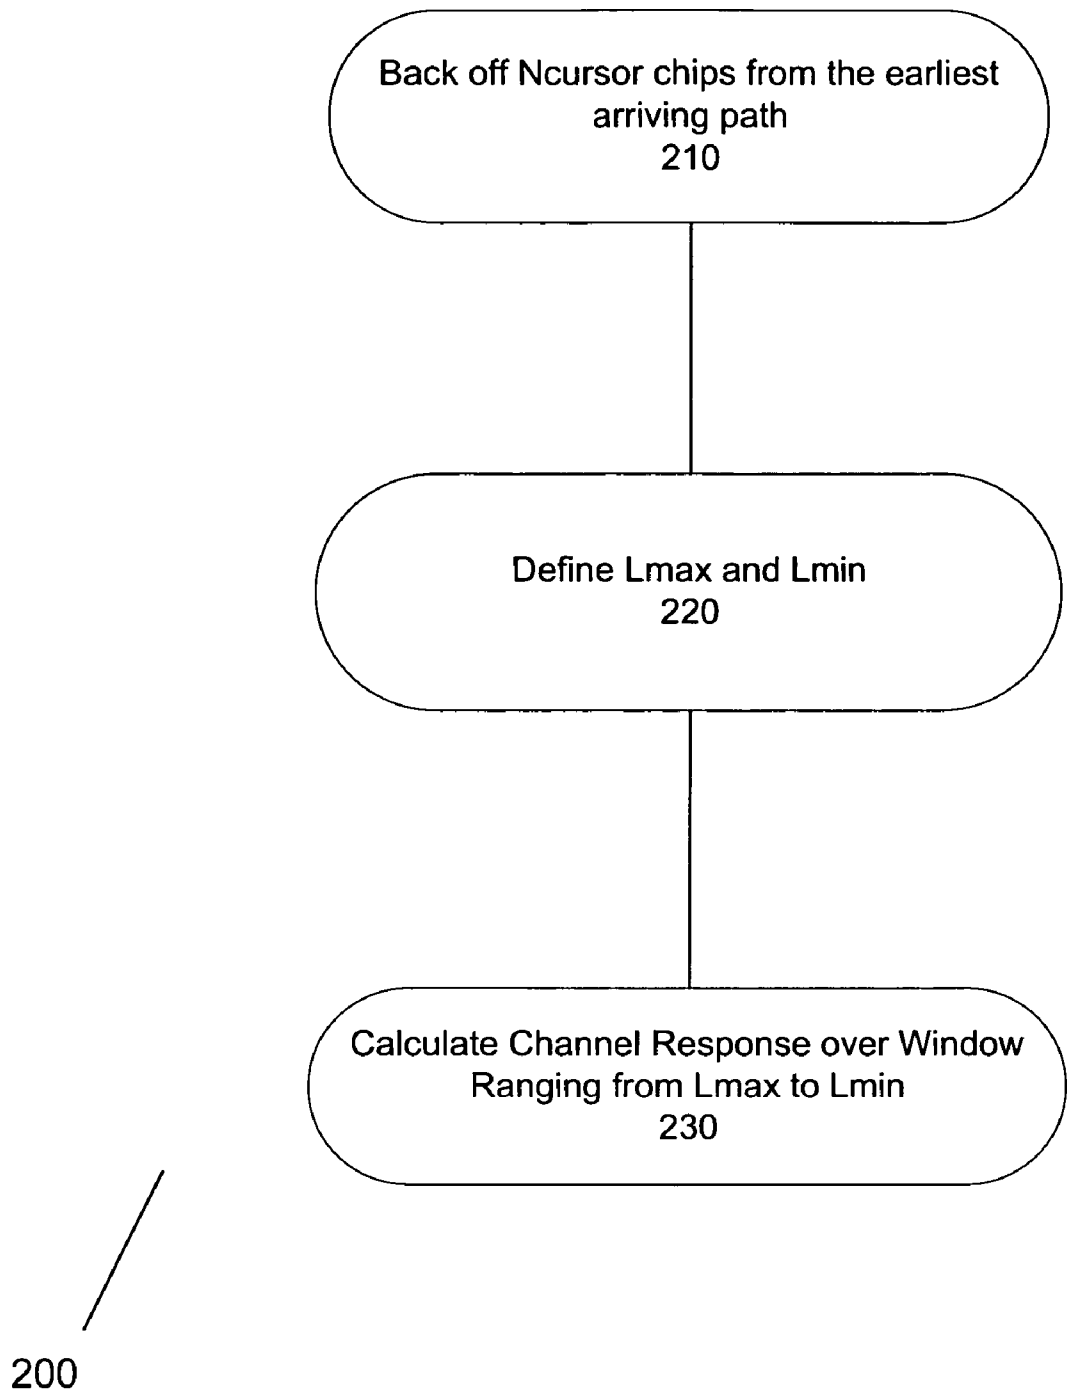 Back off Ncursor chips from the earliest
arriving path
210
Define Lmax and Lmin
220
Calculate Channel Response over Window
Ranging from Lmax to Lmin
230
200